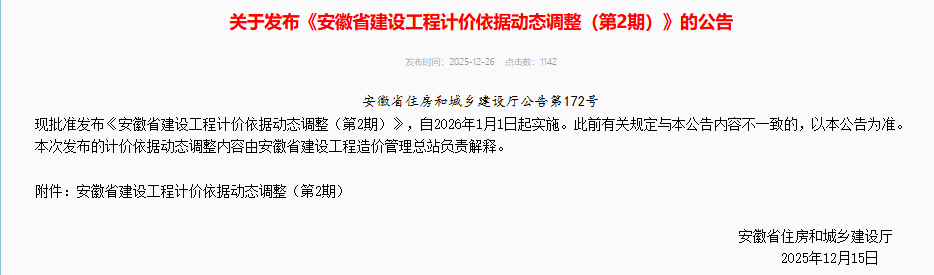 关于发布《安徽省建设工程计价依据动态调整（第2期）》的公告
发布时间：2025-12-26 点击数：1142
安徽省住房和城乡建设厅公告第172号
现批准发布《安徽省建设工程计价依据动态调整（第2期）》，自2026年1月1日起实施。此前有关规定与本公告内容不一致的，以本公告为准。
本次发布的计价依据动态调整内容由安徽省建设工程造价管理总站负责解释。
附件：安徽省建设工程计价依据动态调整（第2期）
安徽省住房和城乡建设厅
2025年12月15日